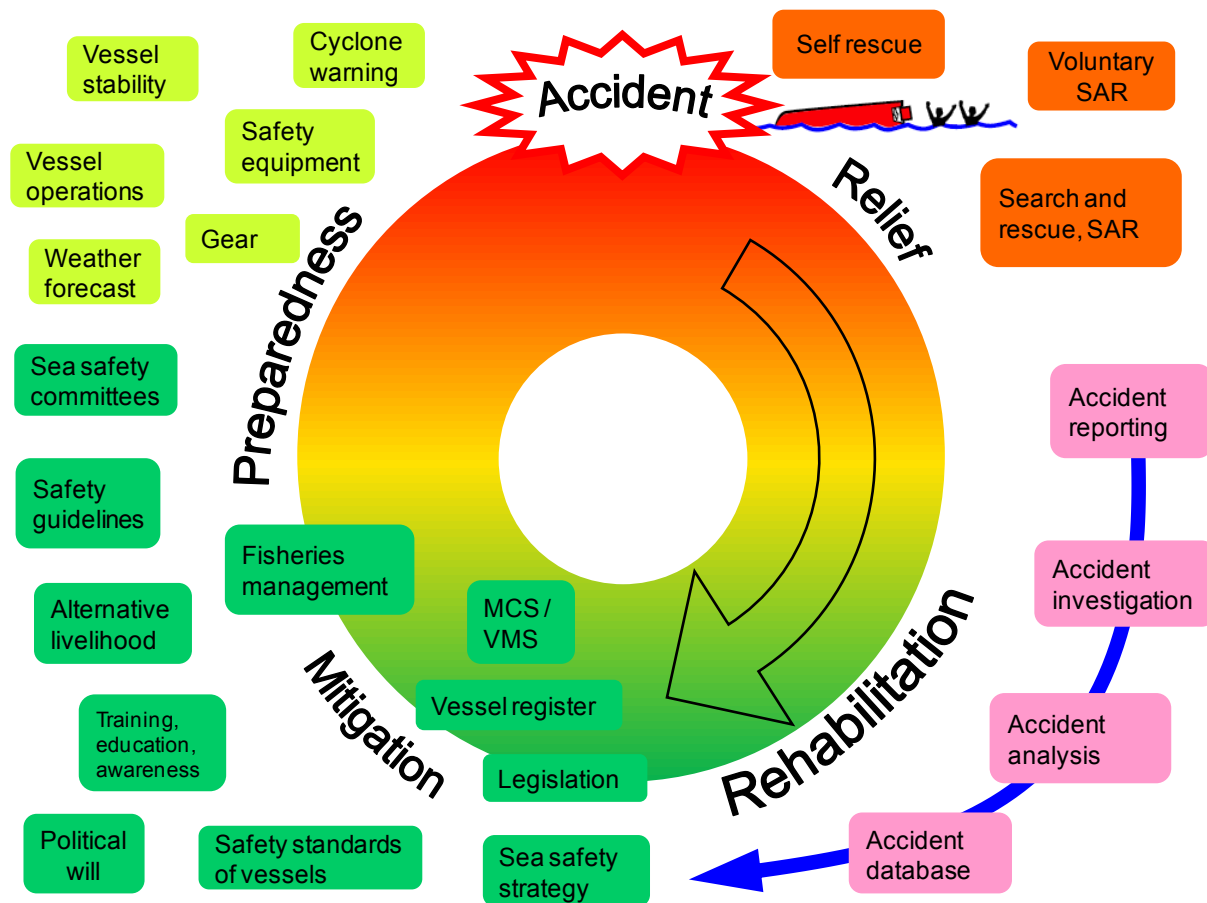 Accident
Self rescue
Voluntary
SAR
Search and
rescue, SAR
Relief
Accident
reporting
Accident
investigation
Accident
analysis
Accident
database
Rehabilitation
Sea safety
strategy
Legislation
Vessel register
MCS /
VMS
Fisheries
management
Mitigation
Safety standards
of vessels
Political
will
Training,
education,
awareness
Alternative
livelihood
Safety
guidelines
Sea safety
committees
Preparedness
Weather
forecast
Gear
Vessel
operations
Safety
equipment
Vessel
stability
Cyclone
warning